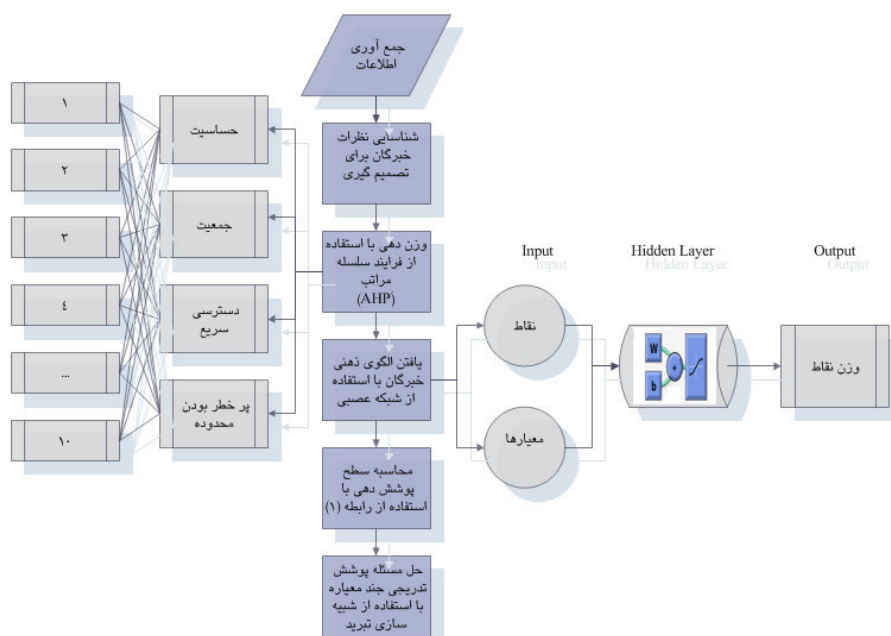 جمع آوری
اطلاعات
شناسایی نظرات
خبرگان برای
تصمیم گیری
وزن دهی با استفاده
از فرایند سلسله
مراتب
(AHP)
یافتن الگوی ذهنی
خبرگان با استفاده
از شبکه عصبی
محاسبه سطح
پوشش دهی با
استفاده از رابطه (۱)
حل مسئله پوشش
تدریجی چند معیاره
با استفاده از شبیه
سازی تبرید
حساسیت
جمعیت
دسترسی
سریع
پر خطر بودن
محدوده
۱
۲
۳
٤
...
۱۰
Input
Hidden Layer
Output
نقاط
معیارها
W
b
+
وزن نقاط